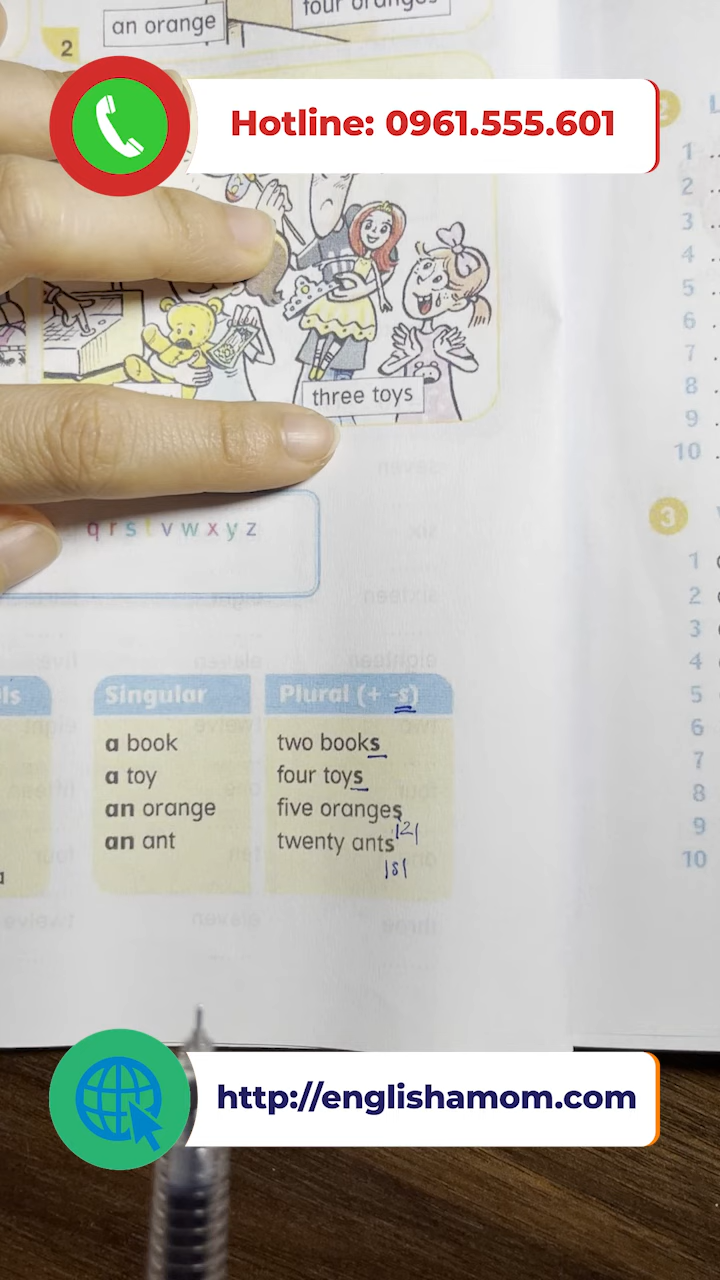 four oranges
an orange
2
Hotline: 0961.555.601
three toys
q r s t v w x y z
Singular
a book
a toy
an orange
an ant
Plural (+ -s)
two books
four toys
five oranges
/z/
twenty ants
/s/
1
2
3
4
5
6
7
8
9
10
3
1
2
3
4
5
6
7
8
9
10
http://englishamom.com